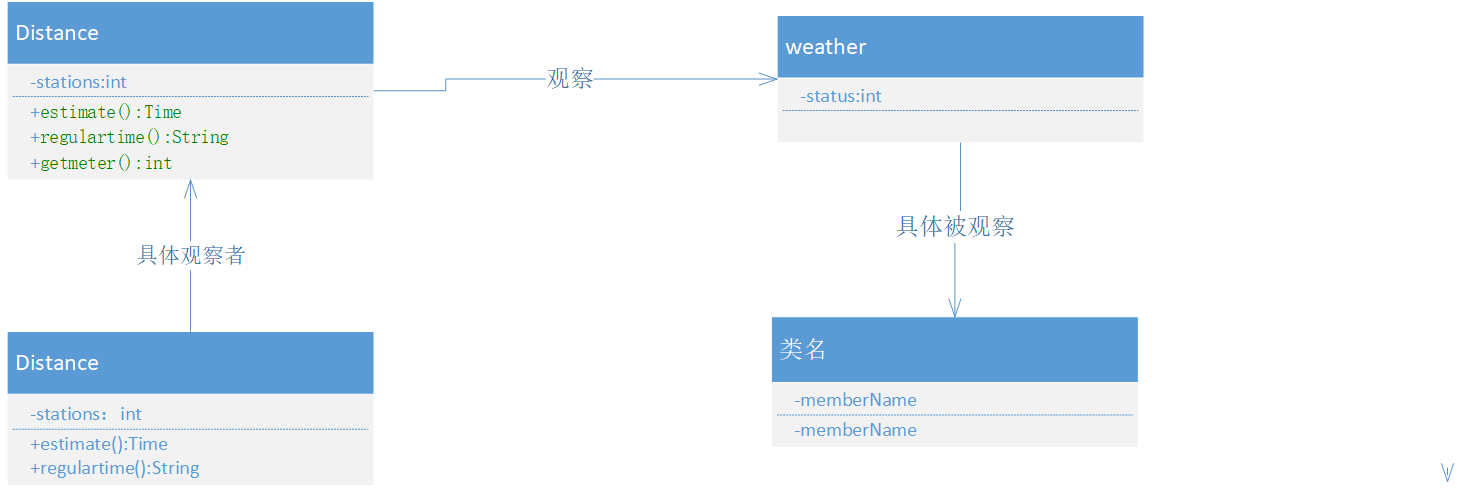 Distance
-stations:int
+estimate():Time
+regulartime():String
+getmeter():int
观察
weather
-status:int
具体观察者
具体被观察
Distance
-stations：int
+estimate():Time
+regulartime():String
类名
-memberName
-memberName